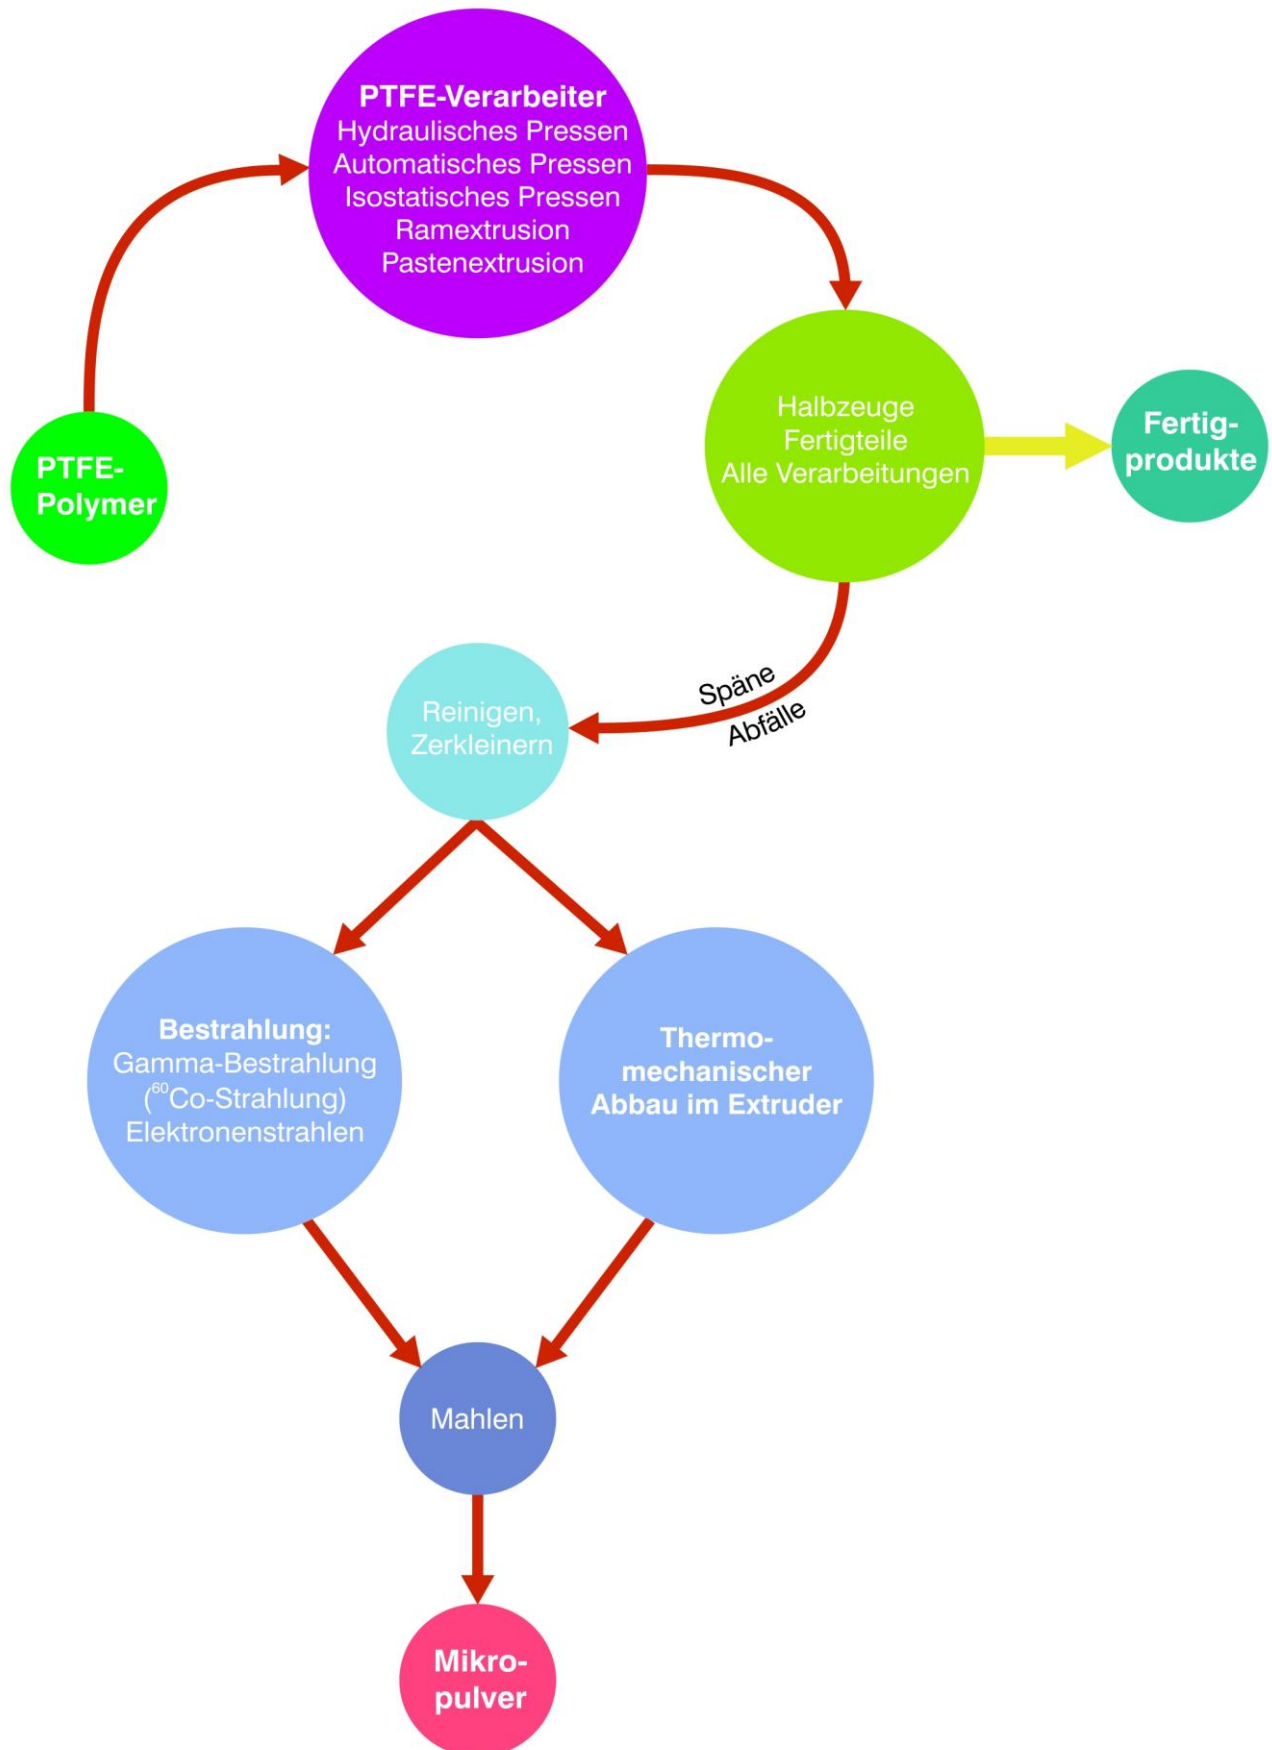 PTFE-Verarbeiter
Hydraulisches Pressen
Automatisches Pressen
Isostatisches Pressen
Ramextrusion
Pastenextrusion
PTFE-
Polymer
Halbzeuge
Fertigteile
Alle Verarbeitungen
Fertig-
produkte
Späne
Abfälle
Reinigen,
Zerkleinern
Bestrahlung:
Gamma-Bestrahlung
(⁶⁰Co-Strahlung)
Elektronenstrahlen
Thermo-
mechanischer
Abbau im Extruder
Mahlen
Mikro-
pulver